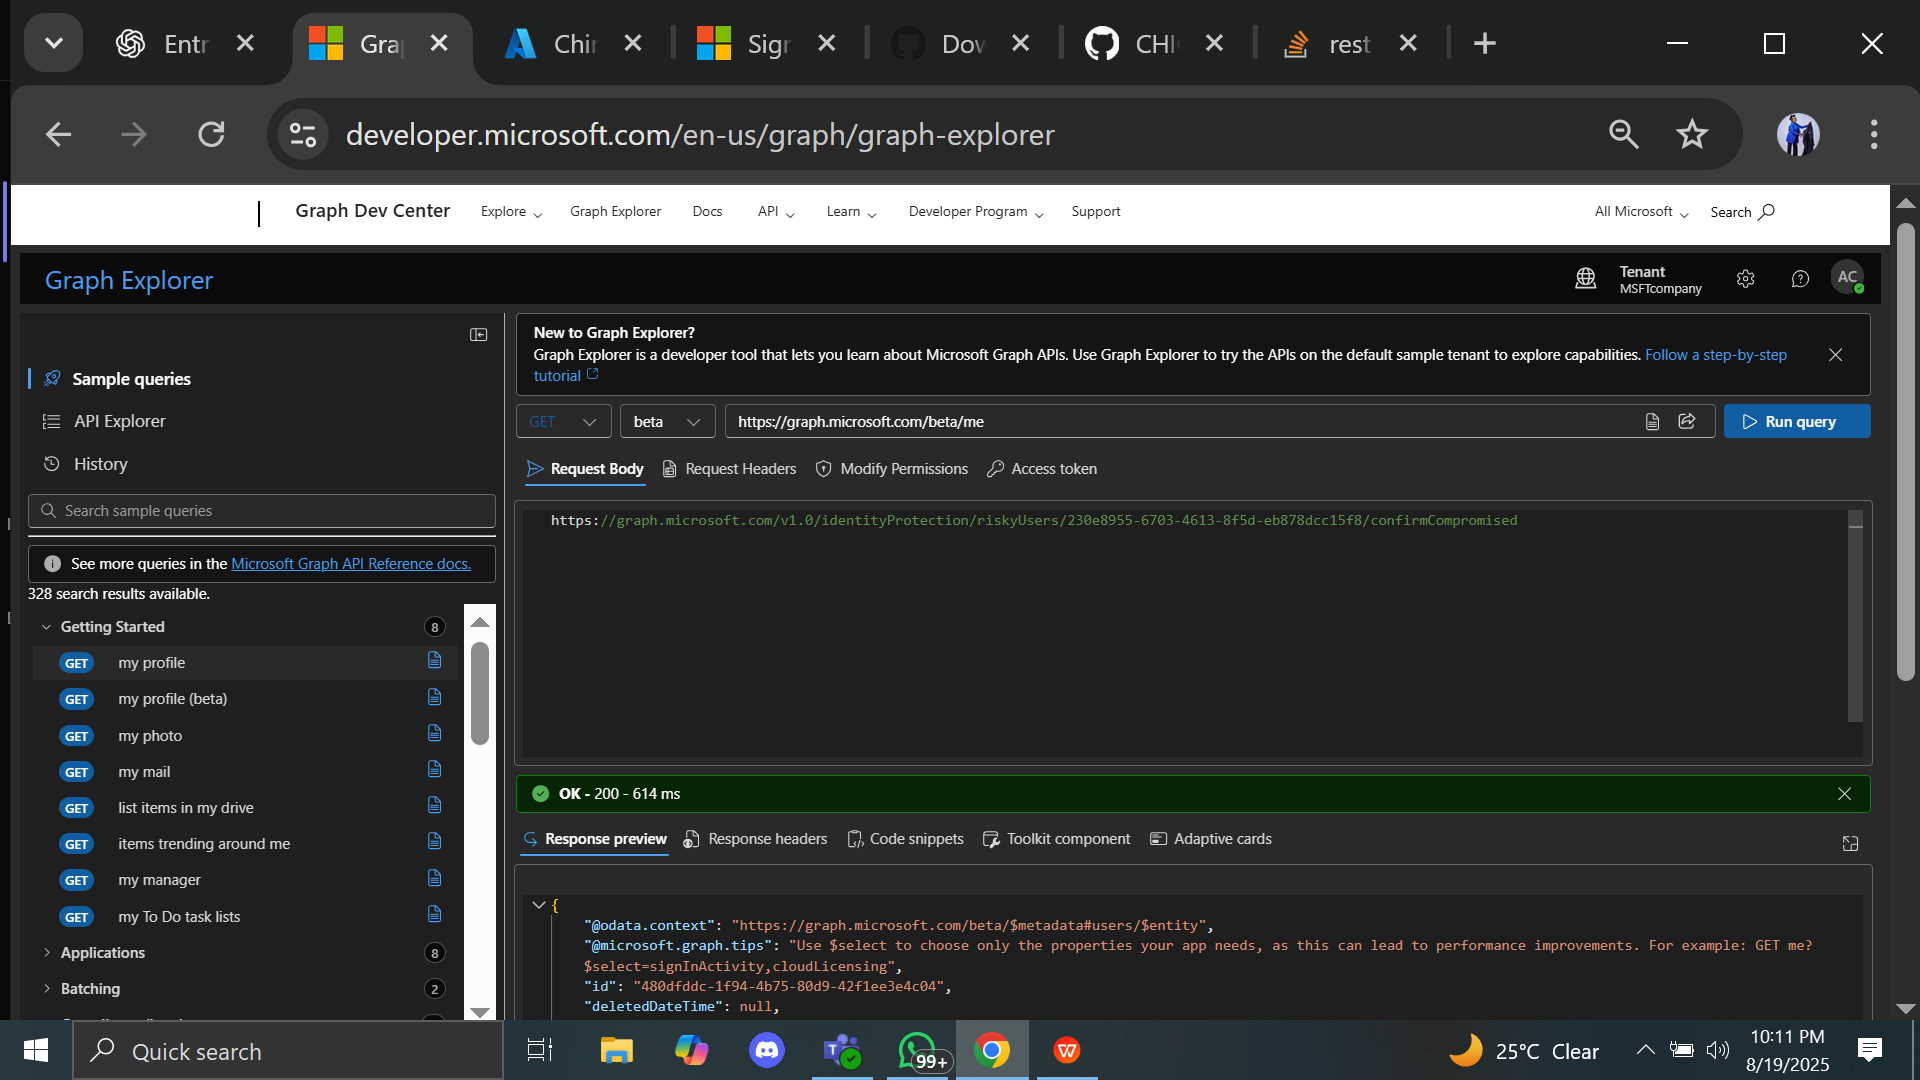 Entr
Gra
Chir
Sigr
Dov
CHI
rest
developer.microsoft.com/en-us/graph/graph-explorer
Graph Dev Center
Explore
Graph Explorer
Docs
API
Learn
Developer Program
Support
All Microsoft
Search
Graph Explorer
Tenant
MSFTcompany
AC
Sample queries
API Explorer
History
Search sample queries
See more queries in the Microsoft Graph API Reference docs.
328 search results available.
Getting Started 8
GET my profile
GET my profile (beta)
GET my photo
GET my mail
GET list items in my drive
GET items trending around me
GET my manager
GET my To Do task lists
Applications 8
Batching 2
New to Graph Explorer?
Graph Explorer is a developer tool that lets you learn about Microsoft Graph APIs. Use Graph Explorer to try the APIs on the default sample tenant to explore capabilities. Follow a step-by-step
tutorial
GET
beta
https://graph.microsoft.com/beta/me
Run query
Request Body
Request Headers
Modify Permissions
Access token
https://graph.microsoft.com/v1.0/identityProtection/riskyUsers/230e8955-6703-4613-8f5d-eb878dcc15f8/confirmCompromised
OK - 200 - 614 ms
Response preview
Response headers
Code snippets
Toolkit component
Adaptive cards
{
"@odata.context": "https://graph.microsoft.com/beta/$metadata#users/$entity",
"@microsoft.graph.tips": "Use $select to choose only the properties your app needs, as this can lead to performance improvements. For example: GET me?
$select=signInActivity,cloudLicensing",
"id": "480dfddc-1f94-4b75-80d9-42f1ee3e4c04",
"deletedDateTime": null,
Quick search
99+
25°C Clear
10:11 PM
8/19/2025